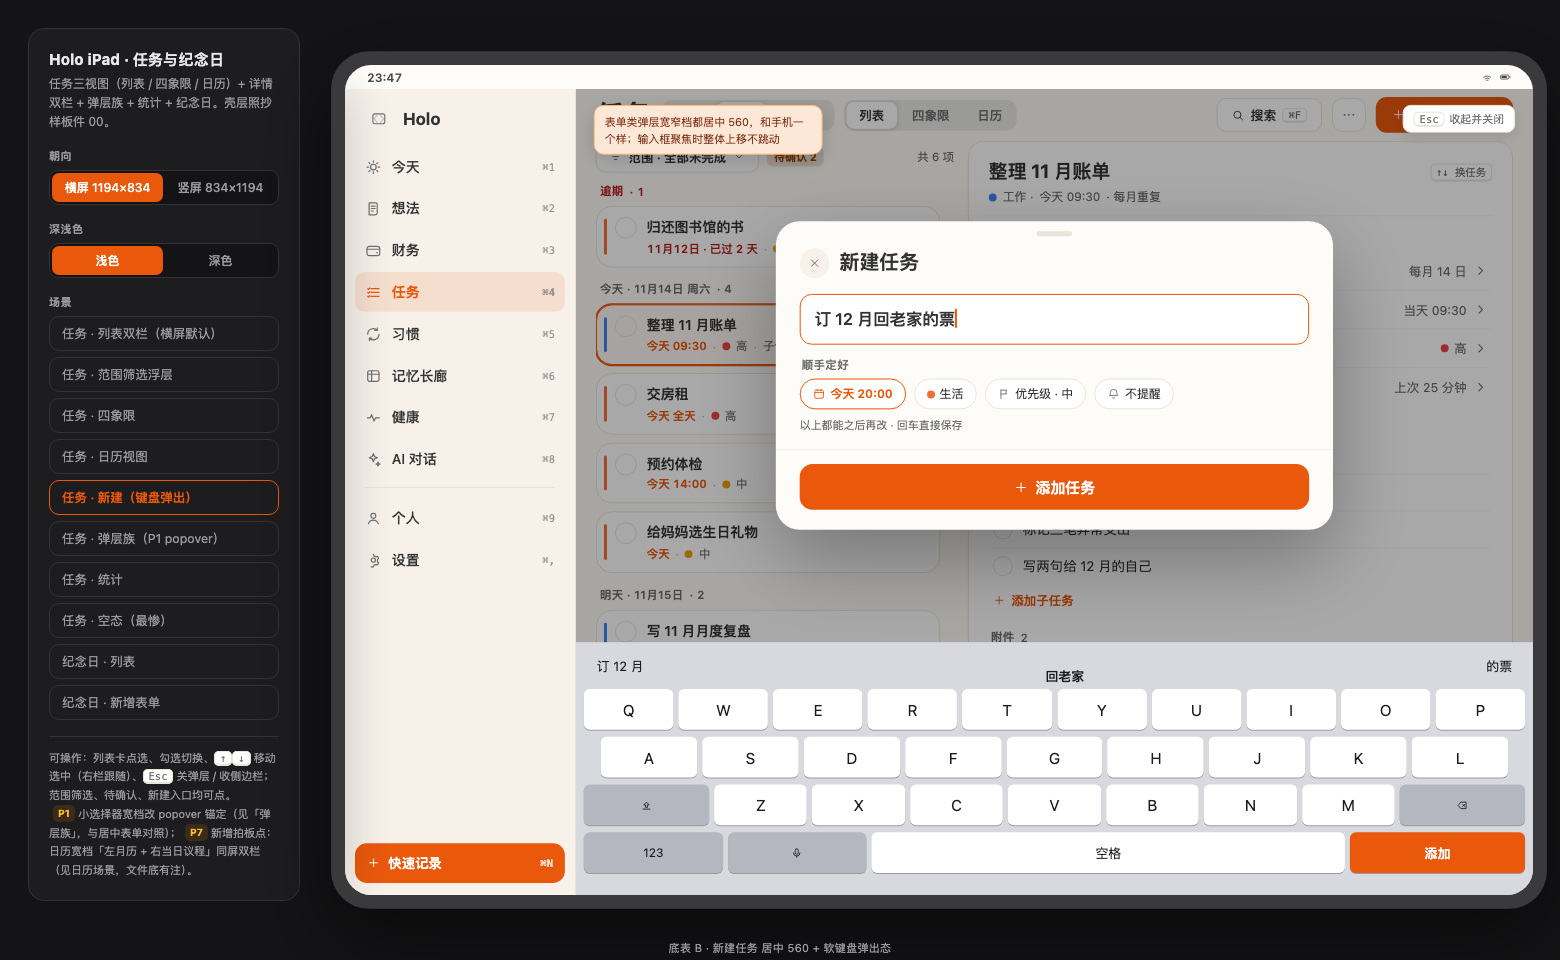 Holo iPad · 任务与纪念日
任务三视图（列表 / 四象限 / 日历）+ 详情
双栏 + 弹层族 + 统计 + 纪念日。壳层照抄
样板件 00。
朝向
横屏 1194×834
竖屏 834×1194
深浅色
浅色
深色
场景
任务 · 列表双栏（横屏默认）
任务 · 范围筛选浮层
任务 · 四象限
任务 · 日历视图
任务 · 新建（键盘弹出）
任务 · 弹层族（P1 popover）
任务 · 统计
任务 · 空态（最惨）
纪念日 · 列表
纪念日 · 新增表单
可操作：列表卡点选、勾选切换、↑ ↓ 移动
选中（右栏跟随）、Esc 关弹层 / 收侧边栏；
范围筛选、待确认、新建入口均可点。
P1 小选择器宽档改 popover 锚定（见「弹
层族」，与居中表单对照）； P7 新增拍板点：
日历宽档「左月历 + 右当日议程」同屏双栏
（见日历场景，文件底有注）。
23:47
Holo
今天 ⌘1
想法 ⌘2
财务 ⌘3
任务 ⌘4
习惯 ⌘5
记忆长廊 ⌘6
健康 ⌘7
AI 对话 ⌘8
个人 ⌘9
设置 ⌘,
+ 快速记录 ⌘N
表单类弹层宽窄档都居中 560，和手机一
个样；输入框聚焦时整体上移不跳动
列表
四象限
日历
搜索 ⌘F
···
+
Esc 收起并关闭
范围 · 全部未完成
待确认 2
共 6 项
逾期 · 1
归还图书馆的书
11月12日 · 已过 2 天 ·
今天 · 11月14日 周六 · 4
整理 11 月账单
今天 09:30 · 高 · 子
交房租
今天 全天 · 高
预约体检
今天 14:00 · 中
给妈妈选生日礼物
今天 · 中
明天 · 11月15日 · 2
写 11 月月度复盘
整理 11 月账单
↑↓ 换任务
工作 · 今天 09:30 · 每月重复
每月 14 日
当天 09:30
高
上次 25 分钟
写两句给 12 月的自己
+ 添加子任务
附件 2
新建任务
订 12 月回老家的票
顺手定好
今天 20:00
生活
优先级 · 中
不提醒
以上都能之后再改 · 回车直接保存
+ 添加任务
订 12 月
回老家
的票
Q W E R T Y U I O P
A S D F G H J K L
Z X C V B N M
123
空格
添加
底表 B · 新建任务 居中 560 + 软键盘弹出态